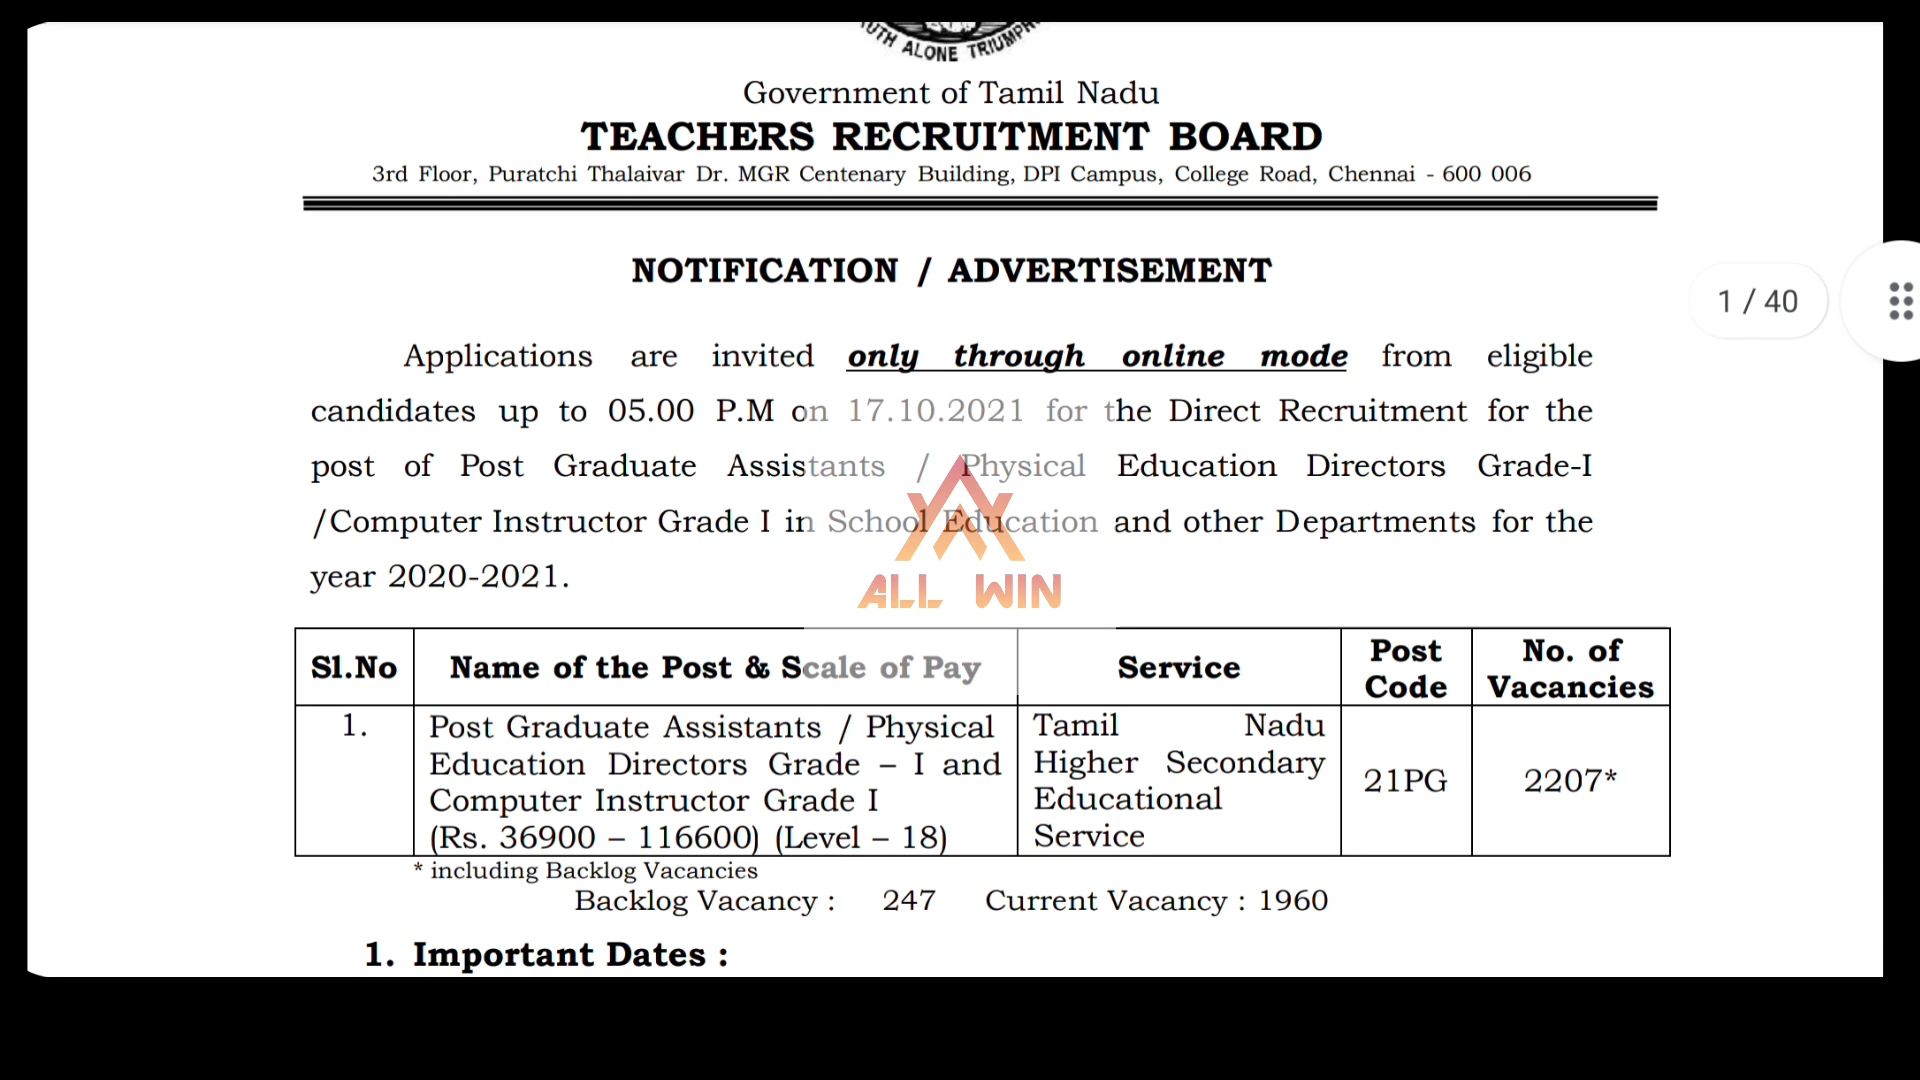 TRUTH ALONE TRIUMPHS
Government of Tamil Nadu
TEACHERS RECRUITMENT BOARD
3rd Floor, Puratchi Thalaivar Dr. MGR Centenary Building, DPI Campus, College Road, Chennai - 600 006
NOTIFICATION / ADVERTISEMENT
1 / 40
Applications are invited only through online mode from eligible
candidates up to 05.00 P.M on 17.10.2021 for the Direct Recruitment for the
post of Post Graduate Assistants / Physical Education Directors Grade-I
/Computer Instructor Grade I in School Education and other Departments for the
year 2020-2021.
ALL WIN
Sl.No Name of the Post & Scale of Pay Service Post Code No. of Vacancies
1. Post Graduate Assistants / Physical
Education Directors Grade – I and
Computer Instructor Grade I
(Rs. 36900 – 116600) (Level – 18)
Tamil Nadu
Higher Secondary
Educational
Service
21PG
2207*
* including Backlog Vacancies
Backlog Vacancy : 247 Current Vacancy : 1960
1. Important Dates :